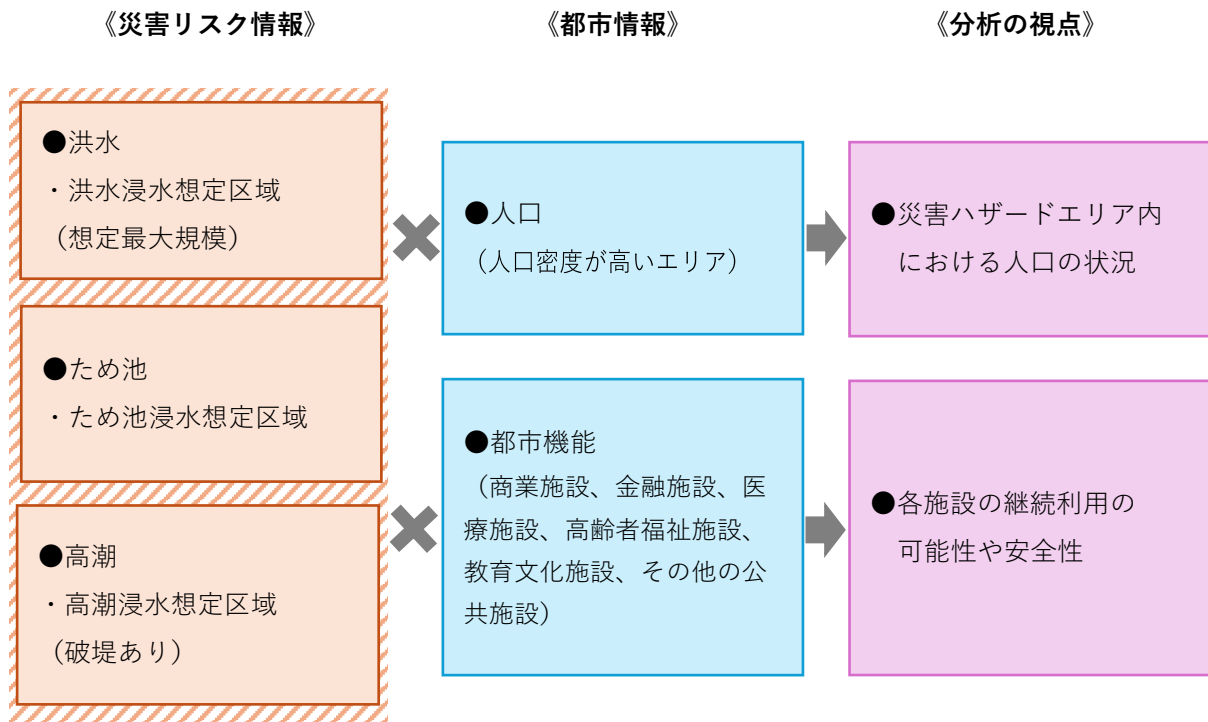 《災害リスク情報》
《都市情報》
《分析の視点》
●洪水
・洪水浸水想定区域
（想定最大規模）
●ため池
・ため池浸水想定区域
●高潮
・高潮浸水想定区域
（破堤あり）
●人口
（人口密度が高いエリア）
●都市機能
（商業施設、金融施設、医
療施設、高齢者福祉施設、
教育文化施設、その他の公
共施設）
●災害ハザードエリア内
における人口の状況
●各施設の継続利用の
可能性や安全性